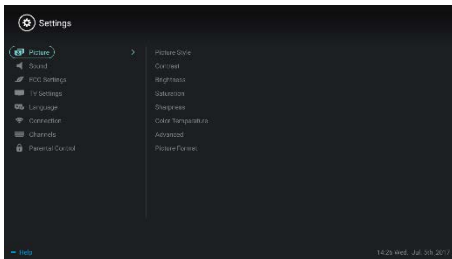 Settings
Picture
Sound
ECO Settings
TV Settings
Language
Connection
Channels
Parental Control
Picture Style
Contrast
Brightness
Saturation
Sharpness
Color Temperature
Advanced
Picture Format
Help
14:26 Wed, Jul 5th, 2017